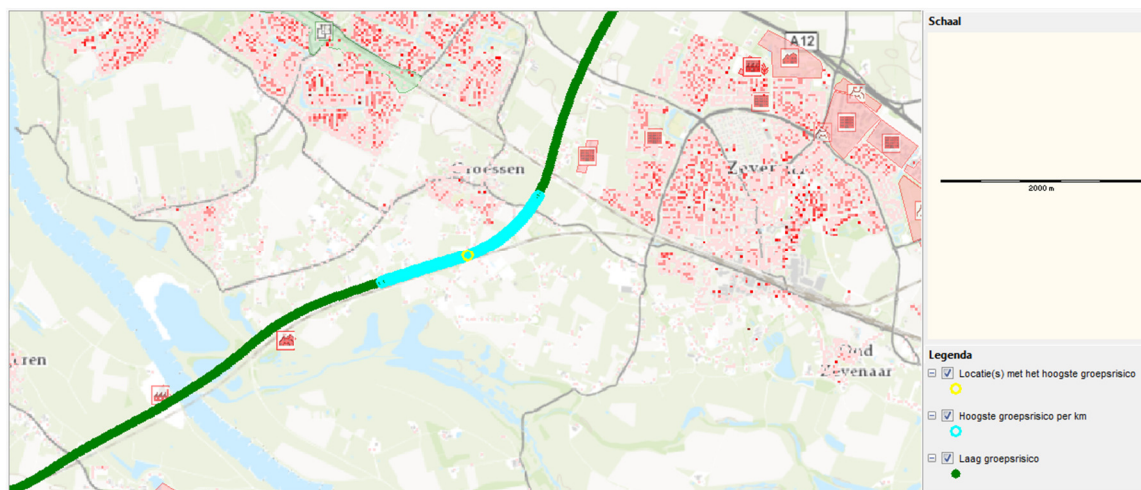 A12
Groessen
Zevenaar
Oud
Zevenaar
Schaal
2000 m
Legenda
Locatie(s) met het hoogste groepsrisico
Hoogste groepsrisico per km
Laag groepsrisico